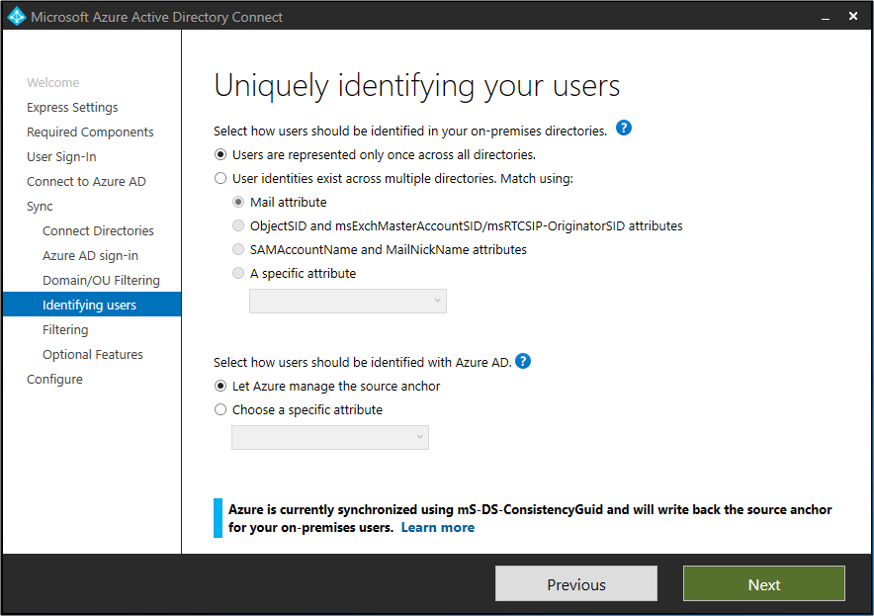 Microsoft Azure Active Directory Connect
Welcome
Express Settings
Required Components
User Sign-In
Connect to Azure AD
Sync
Connect Directories
Azure AD sign-in
Domain/OU Filtering
Identifying users
Filtering
Optional Features
Configure
Uniquely identifying your users
Select how users should be identified in your on-premises directories. ?
Users are represented only once across all directories.
User identities exist across multiple directories. Match using:
Mail attribute
ObjectSID and msExchMasterAccountSID/msRTCSIP-OriginatorSID attributes
SAMAccountName and MailNickName attributes
A specific attribute
Select how users should be identified with Azure AD. ?
Let Azure manage the source anchor
Choose a specific attribute
Azure is currently synchronized using mS-DS-ConsistencyGuid and will write back the source anchor
for your on-premises users. Learn more
Previous
Next